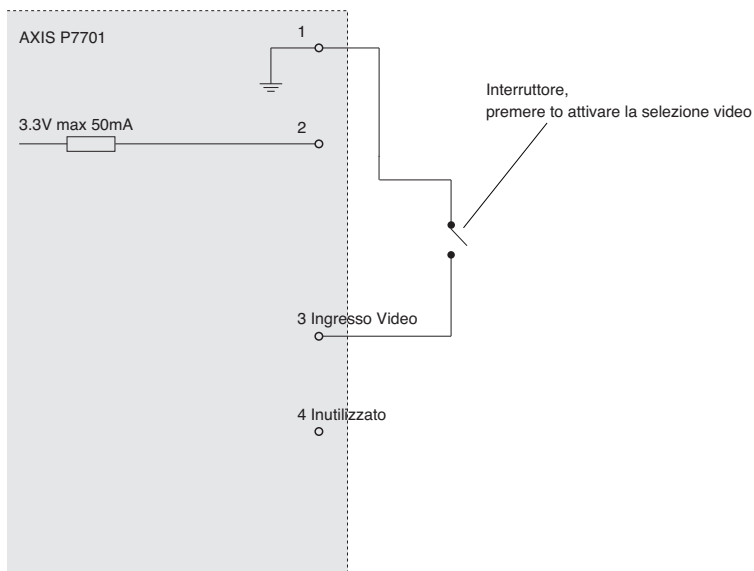 AXIS P7701
1
Interruttore,
premere to attivare la selezione video
3.3V max 50mA
2
3 Ingresso Video
4 Inutilizzato